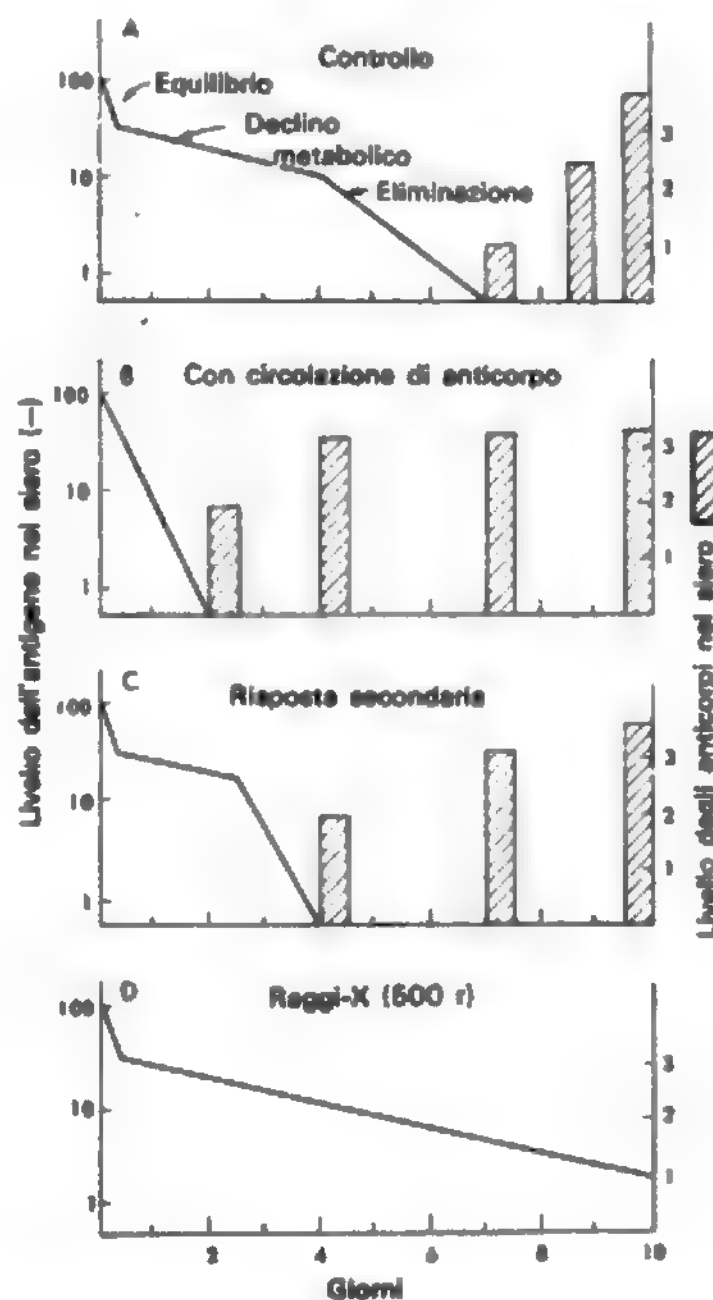 A
Controllo
100
Equilibrio
Declino
metabolico
3
10
Eliminazione
2
1
1
B Con circolazione di anticorpo
100
3
10
2
1
1
C
Risposta secondaria
100
3
10
2
1
1
D
Raggi-X (500 r)
100
3
10
2
1
1
2 4 6 8 10
Giorni
Livello dell'antigene nel siero (—)
Livello degli anticorpi nel siero